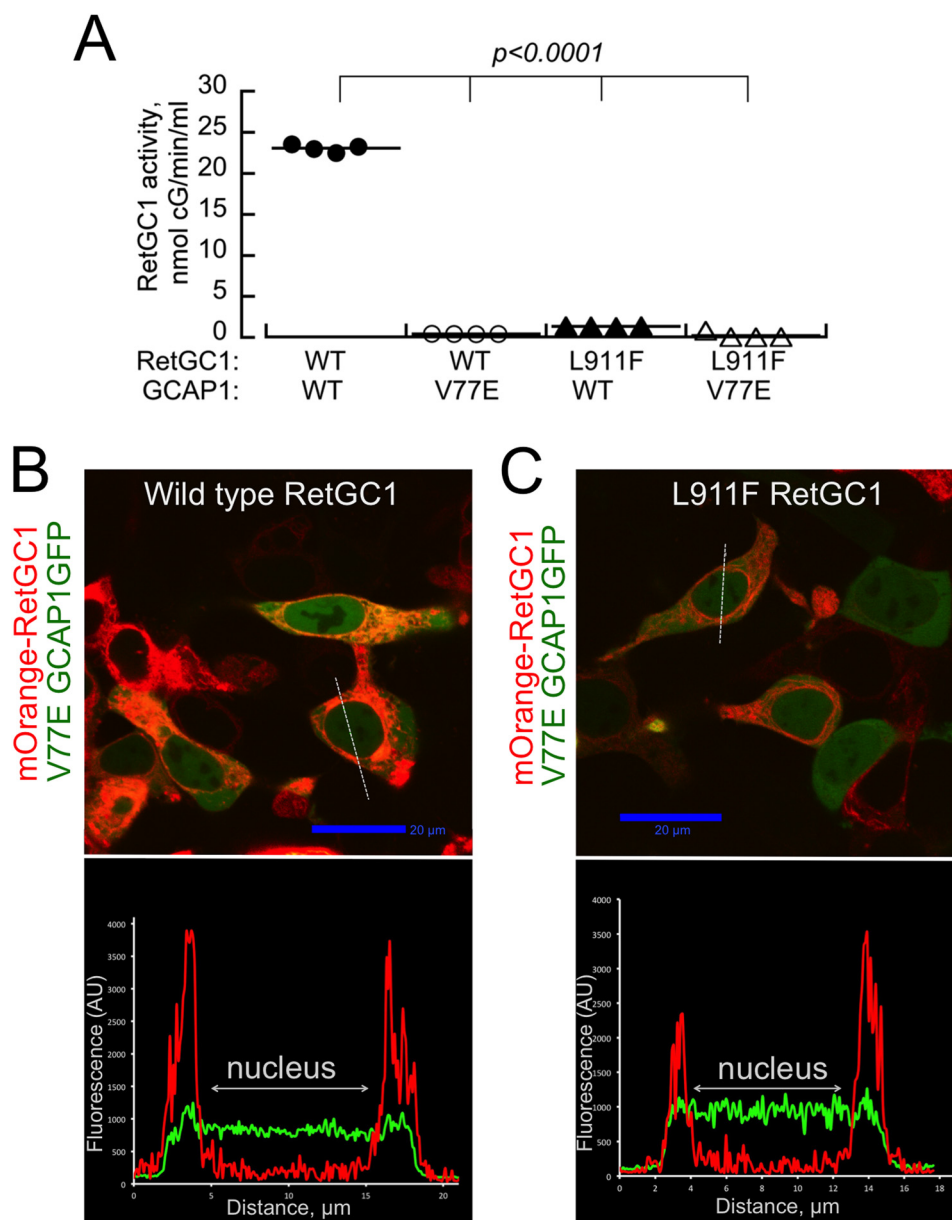 A
p<0.0001
RetGC1 activity,
nmol cG/min/ml
30
25
20
15
10
5
0
RetGC1: WT WT L911F L911F
GCAP1: WT V77E WT V77E
B
mOrange-RetGC1
V77E GCAP1GFP
Wild type RetGC1
20 µm
Fluorescence (AU)
4000
3500
3000
2500
2000
1500
1000
500
0
nucleus
0 5 10 15 20
Distance, µm
C
mOrange-RetGC1
V77E GCAP1GFP
L911F RetGC1
20 µm
Fluorescence (AU)
4000
3500
3000
2500
2000
1500
1000
500
0
nucleus
0 2 4 6 8 10 12 14 16 18
Distance, µm